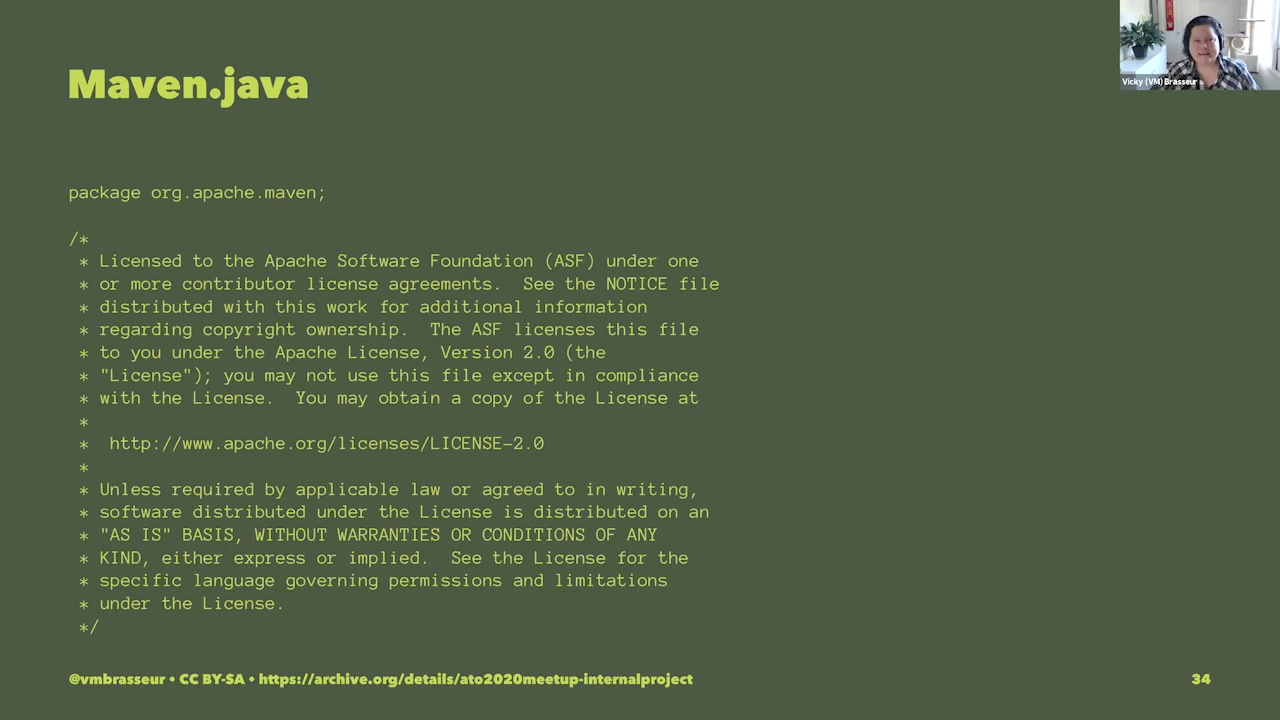 Maven.java
Vicky (VM) Brasseur
package org.apache.maven;
/*
* Licensed to the Apache Software Foundation (ASF) under one
* or more contributor license agreements.  See the NOTICE file
* distributed with this work for additional information
* regarding copyright ownership.  The ASF licenses this file
* to you under the Apache License, Version 2.0 (the
* "License"); you may not use this file except in compliance
* with the License.  You may obtain a copy of the License at
*
*  http://www.apache.org/licenses/LICENSE-2.0
*
* Unless required by applicable law or agreed to in writing,
* software distributed under the License is distributed on an
* "AS IS" BASIS, WITHOUT WARRANTIES OR CONDITIONS OF ANY
* KIND, either express or implied.  See the License for the
* specific language governing permissions and limitations
* under the License.
*/
@vmbrasseur • CC BY-SA • https://archive.org/details/ato2020meetup-internalproject
34